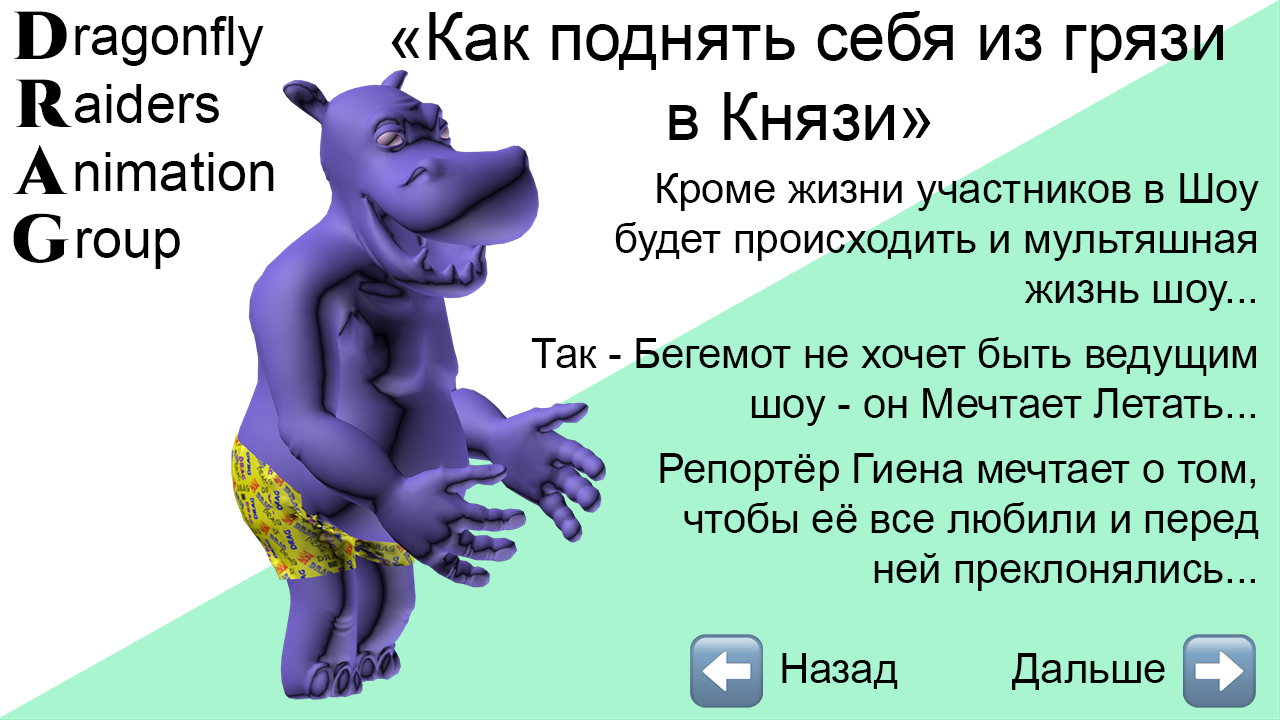 Dragonfly
Raiders
Animation
Group
«Как поднять себя из грязи
в Князи»
Кроме жизни участников в Шоу
будет происходить и мультяшная
жизнь шоу...
Так - Бегемот не хочет быть ведущим
шоу - он Мечтает Летать...
Репортёр Гиена мечтает о том,
чтобы её все любили и перед
ней преклонялись...
DRAG
Назад
Дальше